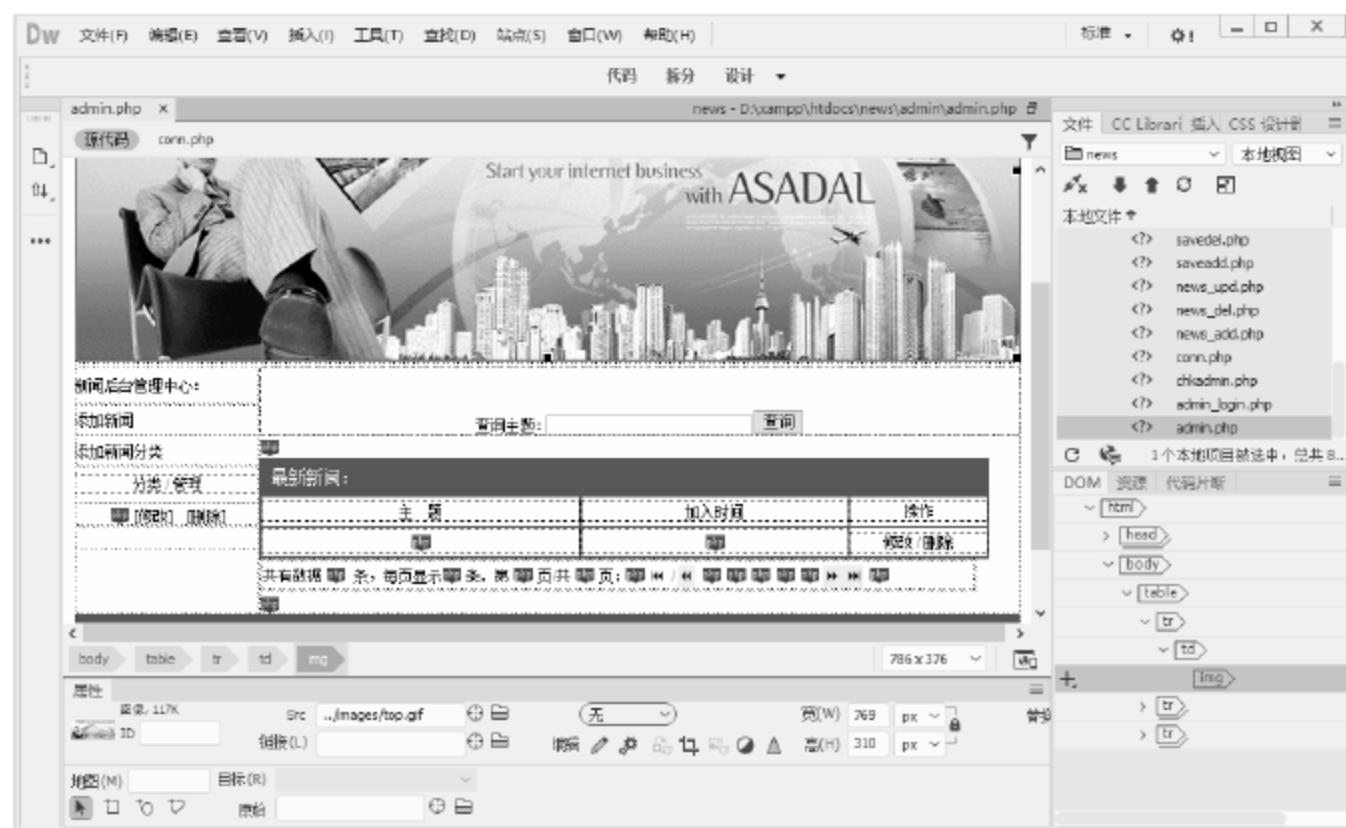 Dw 文件(F) 编辑(E) 查看(V) 插入(I) 工具(T) 查找(D) 站点(S) 窗口(W) 帮助(H) 标准
代码 拆分 设计
admin.php × news - D:\xampp\htdocs\news\admin\admin.php
源代码 conn.php
Start your internet business
with ASADAL
新闻后台管理中心:
添加新闻
查询主题: 查询
添加新闻分类
最新新闻:
分类 / 管理
主 题 加入时间 操作
[修改] [删除]
修改 / 删除
共有数据 条, 每页显示 条, 第 页/共 页:
body table tr td img
786 x 376
属性
图像, 117K
Src ../images/top.gif
无
宽(W) 769 px
替换
ID
链接(L)
编辑
高(H) 310 px
地图(M) 目标(R)
原始
文件 CC Librari 插入 CSS 设计
news 本地视图
本地文件
savedel.php
saveadd.php
news_upd.php
news_del.php
news_add.php
conn.php
chkadmin.php
admin_login.php
admin.php
1个本地项目被选中, 总共 8...
DOM 资源 代码片断
html
head
body
table
tr
td
img
tr
tr